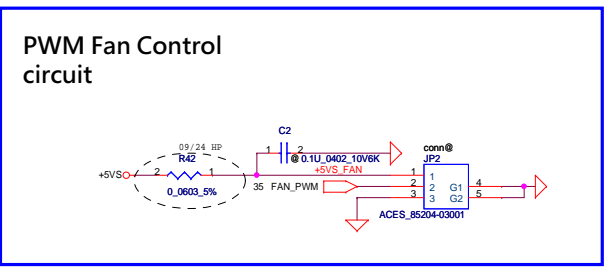 PWM Fan Control
circuit
C2
09/24 HP
1 2
conn@
R42
@ 0.1U_0402_10V6K
JP2
+5VS 2 1
+5VS_FAN
1 1
0_0603_5%
35 FAN_PWM
2 2 G1 4
3 3 G2 5
ACES_85204-03001